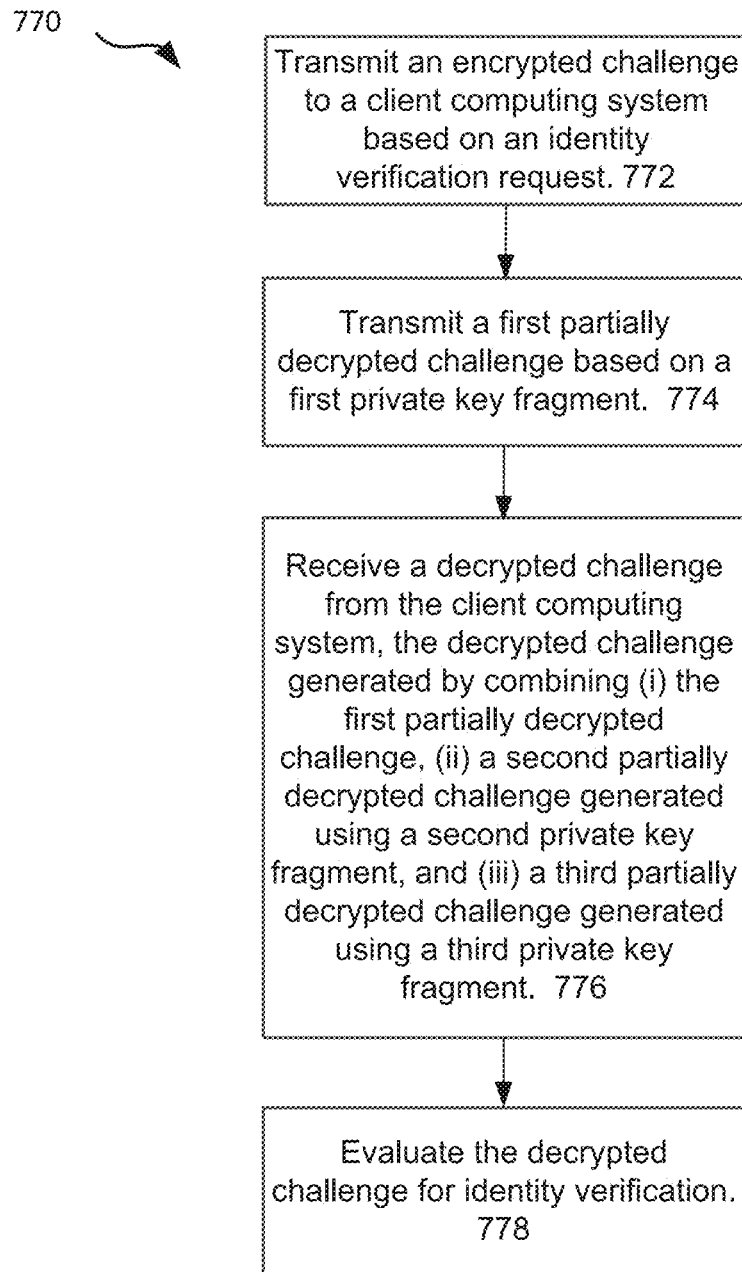 770
Transmit an encrypted challenge
to a client computing system
based on an identity
verification request. 772
Transmit a first partially
decrypted challenge based on a
first private key fragment. 774
Receive a decrypted challenge
from the client computing
system, the decrypted challenge
generated by combining (i) the
first partially decrypted
challenge, (ii) a second partially
decrypted challenge generated
using a second private key
fragment, and (iii) a third partially
decrypted challenge generated
using a third private key
fragment. 776
Evaluate the decrypted
challenge for identity verification.
778